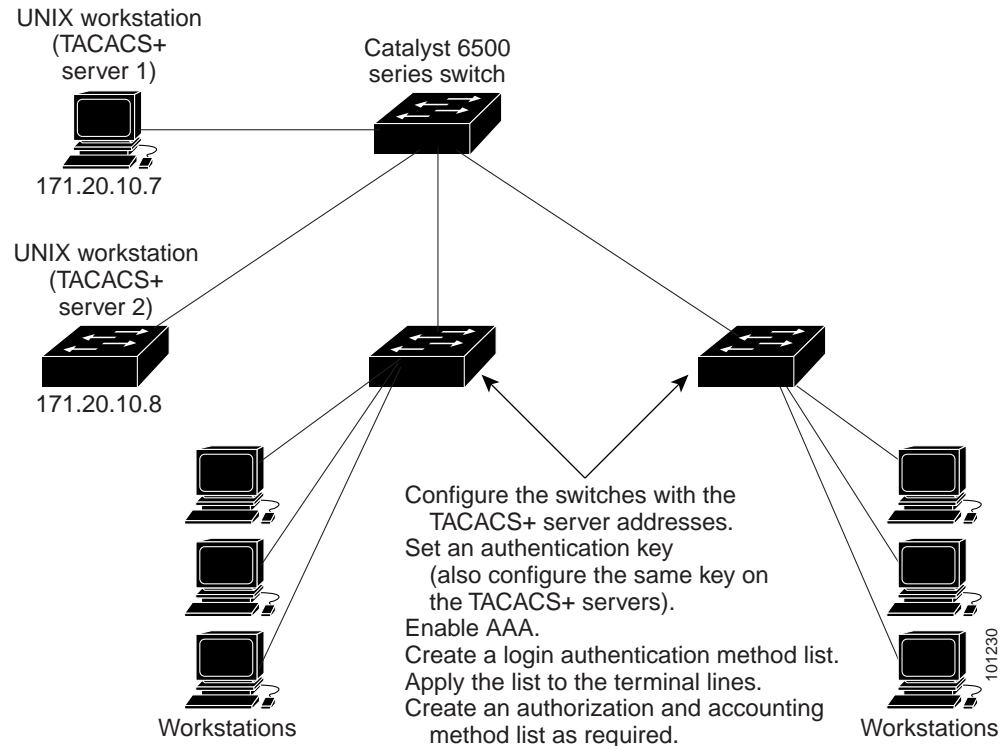 UNIX workstation
(TACACS+
server 1)
Catalyst 6500
series switch
171.20.10.7
UNIX workstation
(TACACS+
server 2)
171.20.10.8
Configure the switches with the
TACACS+ server addresses.
Set an authentication key
(also configure the same key on
the TACACS+ servers).
Enable AAA.
Create a login authentication method list.
Apply the list to the terminal lines.
Create an authorization and accounting
method list as required.
Workstations
Workstations
101230